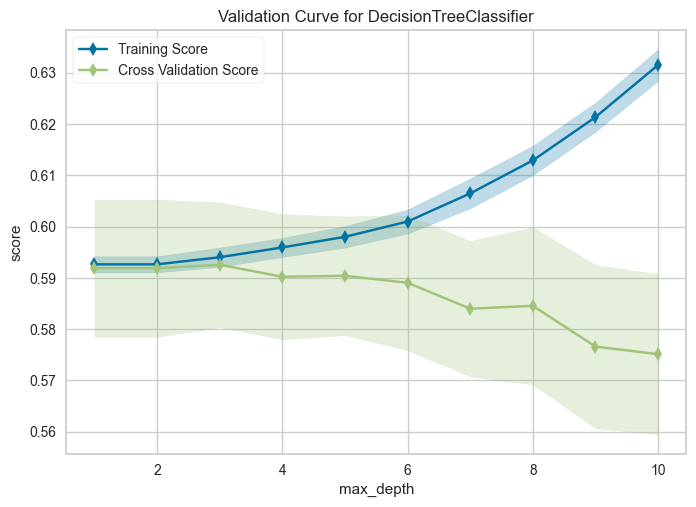 Validation Curve for DecisionTreeClassifier
Training Score
Cross Validation Score
0.63
0.62
0.61
0.60
0.59
0.58
0.57
0.56
score
2 4 6 8 10
max_depth